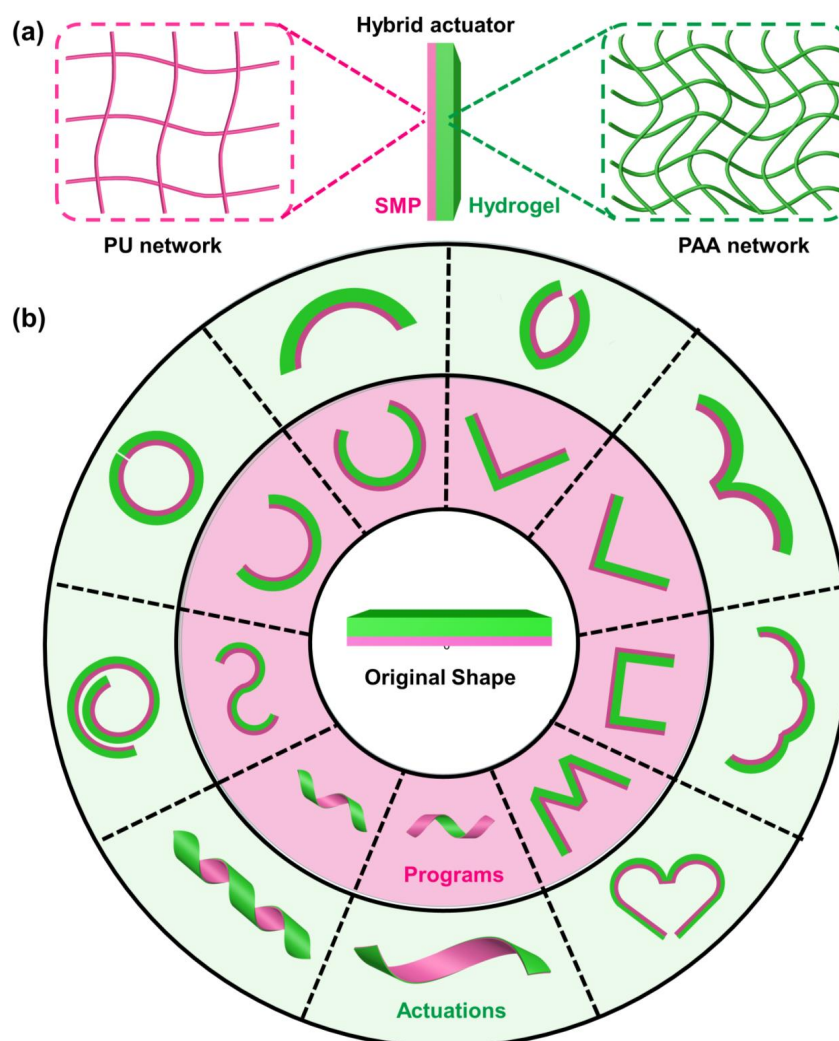 (a)
Hybrid actuator
SMP
Hydrogel
PU network
PAA network
(b)
Original Shape
Programs
Actuations